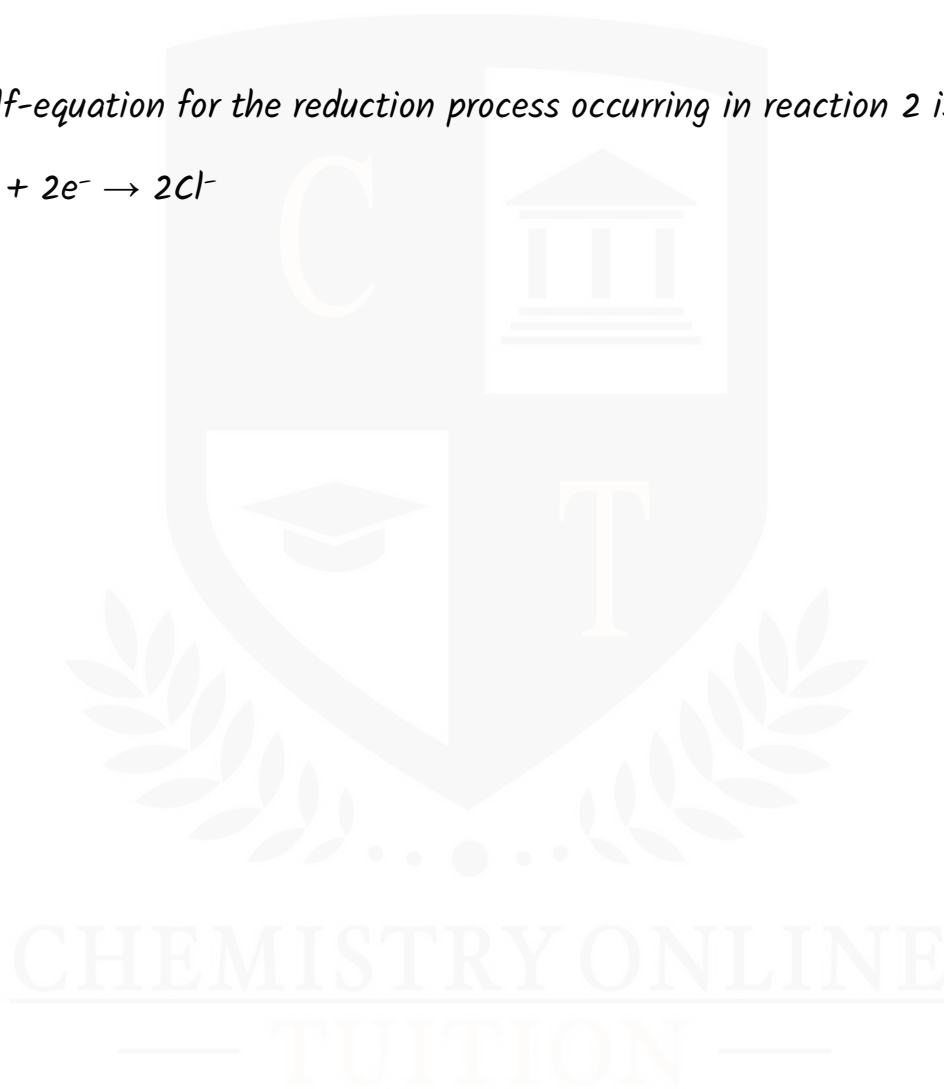 lf-equation for the reduction process occurring in reaction 2 i
+ 2e⁻ → 2Cl⁻
C
T
CHEMISTRY ONLINE
TUITION